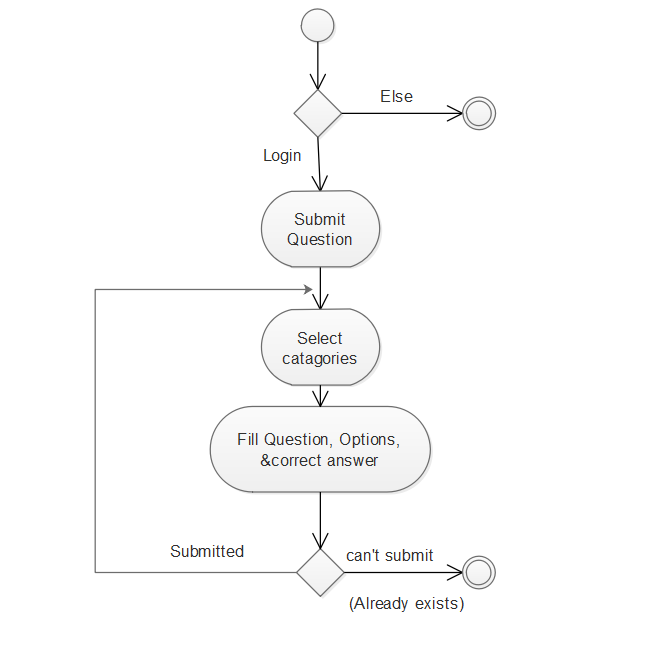 Else
Login
Submit
Question
Select
catagories
Fill Question, Options,
&correct answer
Submitted
can't submit
(Already exists)